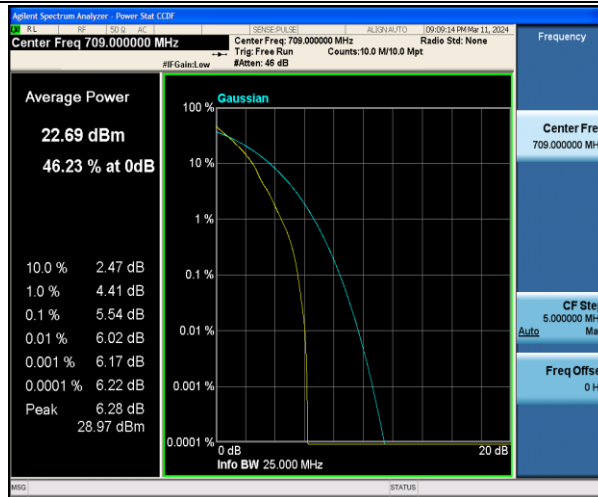 Agilent Spectrum Analyzer - Power Stat CCDF
RL RF 50 Ω AC SENSE:PULSE ALIGN AUTO 09:09:14 PM Mar 11, 2024
Center Freq 709.000000 MHz
Center Freq: 709.000000 MHz Radio Std: None
Trig: Free Run Counts:10.0 M/10.0 Mpt
#IFGain:Low #Atten: 46 dB
Frequency
Average Power
22.69 dBm
46.23 % at 0dB
10.0 % 2.47 dB
1.0 % 4.41 dB
0.1 % 5.54 dB
0.01 % 6.02 dB
0.001 % 6.17 dB
0.0001 % 6.22 dB
Peak 6.28 dB
28.97 dBm
Gaussian
100 %
10 %
1 %
0.1 %
0.01 %
0.001 %
0.0001 %
0 dB 20 dB
Info BW 25.000 MHz
Center Fre
709.000000 MH
CF Ste
5.000000 MH
Auto Ma
Freq Offse
0 H
MSG STATUS